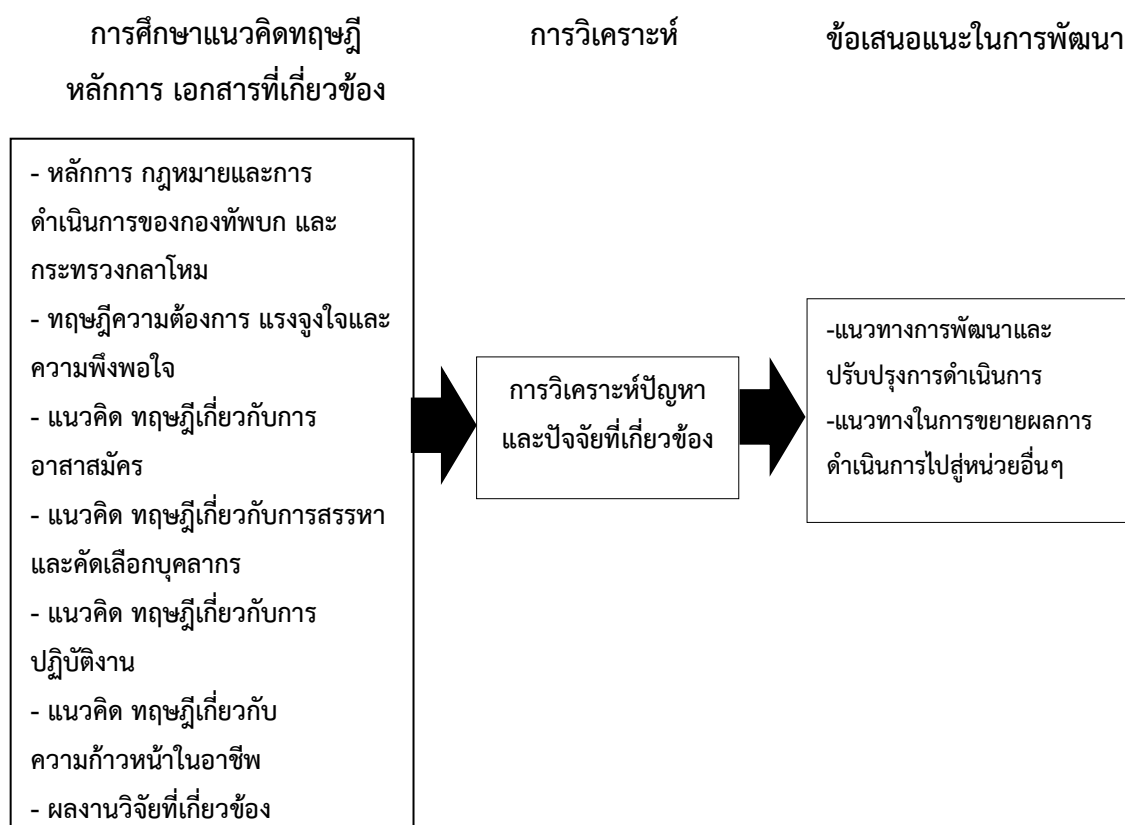 การศึกษาแนวคิดทฤษฎี
หลักการ เอกสารที่เกี่ยวข้อง
- หลักการ กฎหมายและการ
ดำเนินการของกองทัพบก และ
กระทรวงกลาโหม
- ทฤษฎีความต้องการ แรงจูงใจและ
ความพึงพอใจ
- แนวคิด ทฤษฎีเกี่ยวกับการ
อาสาสมัคร
- แนวคิด ทฤษฎีเกี่ยวกับการสรรหา
และคัดเลือกบุคลากร
- แนวคิด ทฤษฎีเกี่ยวกับการ
ปฏิบัติงาน
- แนวคิด ทฤษฎีเกี่ยวกับ
ความก้าวหน้าในอาชีพ
- ผลงานวิจัยที่เกี่ยวข้อง
การวิเคราะห์
การวิเคราะห์ปัญหา
และปัจจัยที่เกี่ยวข้อง
ข้อเสนอแนะในการพัฒนา
-แนวทางการพัฒนาและ
ปรับปรุงการดำเนินการ
-แนวทางในการขยายผลการ
ดำเนินการไปสู่หน่วยอื่นๆ